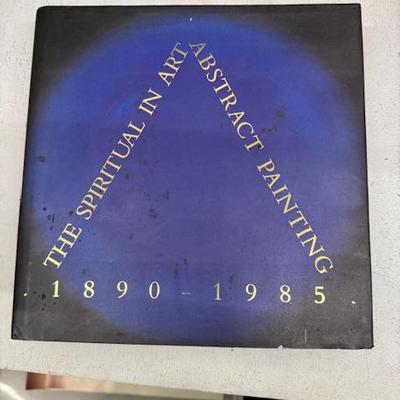 THE SPIRITUAL IN ART
ABSTRACT PAINTING
1890-1985